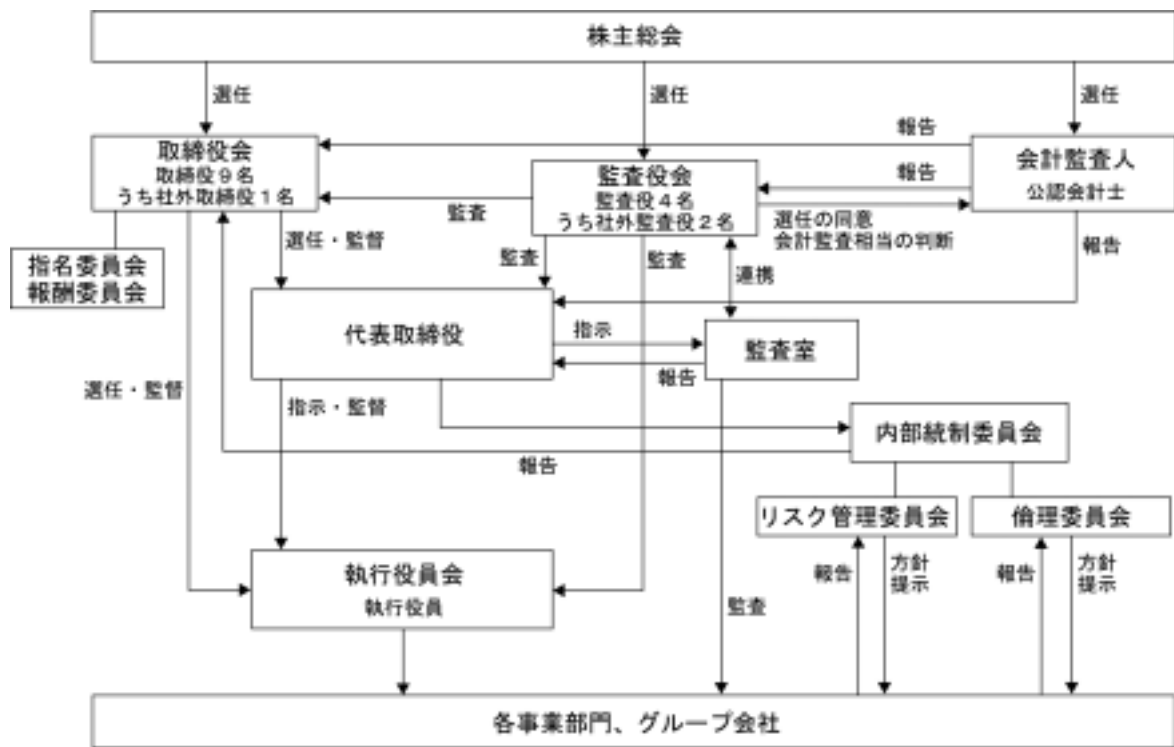 株主総会
選任
選任
選任
取締役会
取締役9名
うち社外取締役1名
報告
会計監査人
公認会計士
監査役会
監査役4名
うち社外監査役2名
報告
監査
選任の同意
会計監査相当の判断
選任・監督
監査
監査
連携
報告
指名委員会
報酬委員会
代表取締役
指示
報告
監査室
選任・監督
指示・監督
内部統制委員会
報告
リスク管理委員会
倫理委員会
執行役員会
執行役員
監査
報告
方針
提示
報告
方針
提示
各事業部門、グループ会社